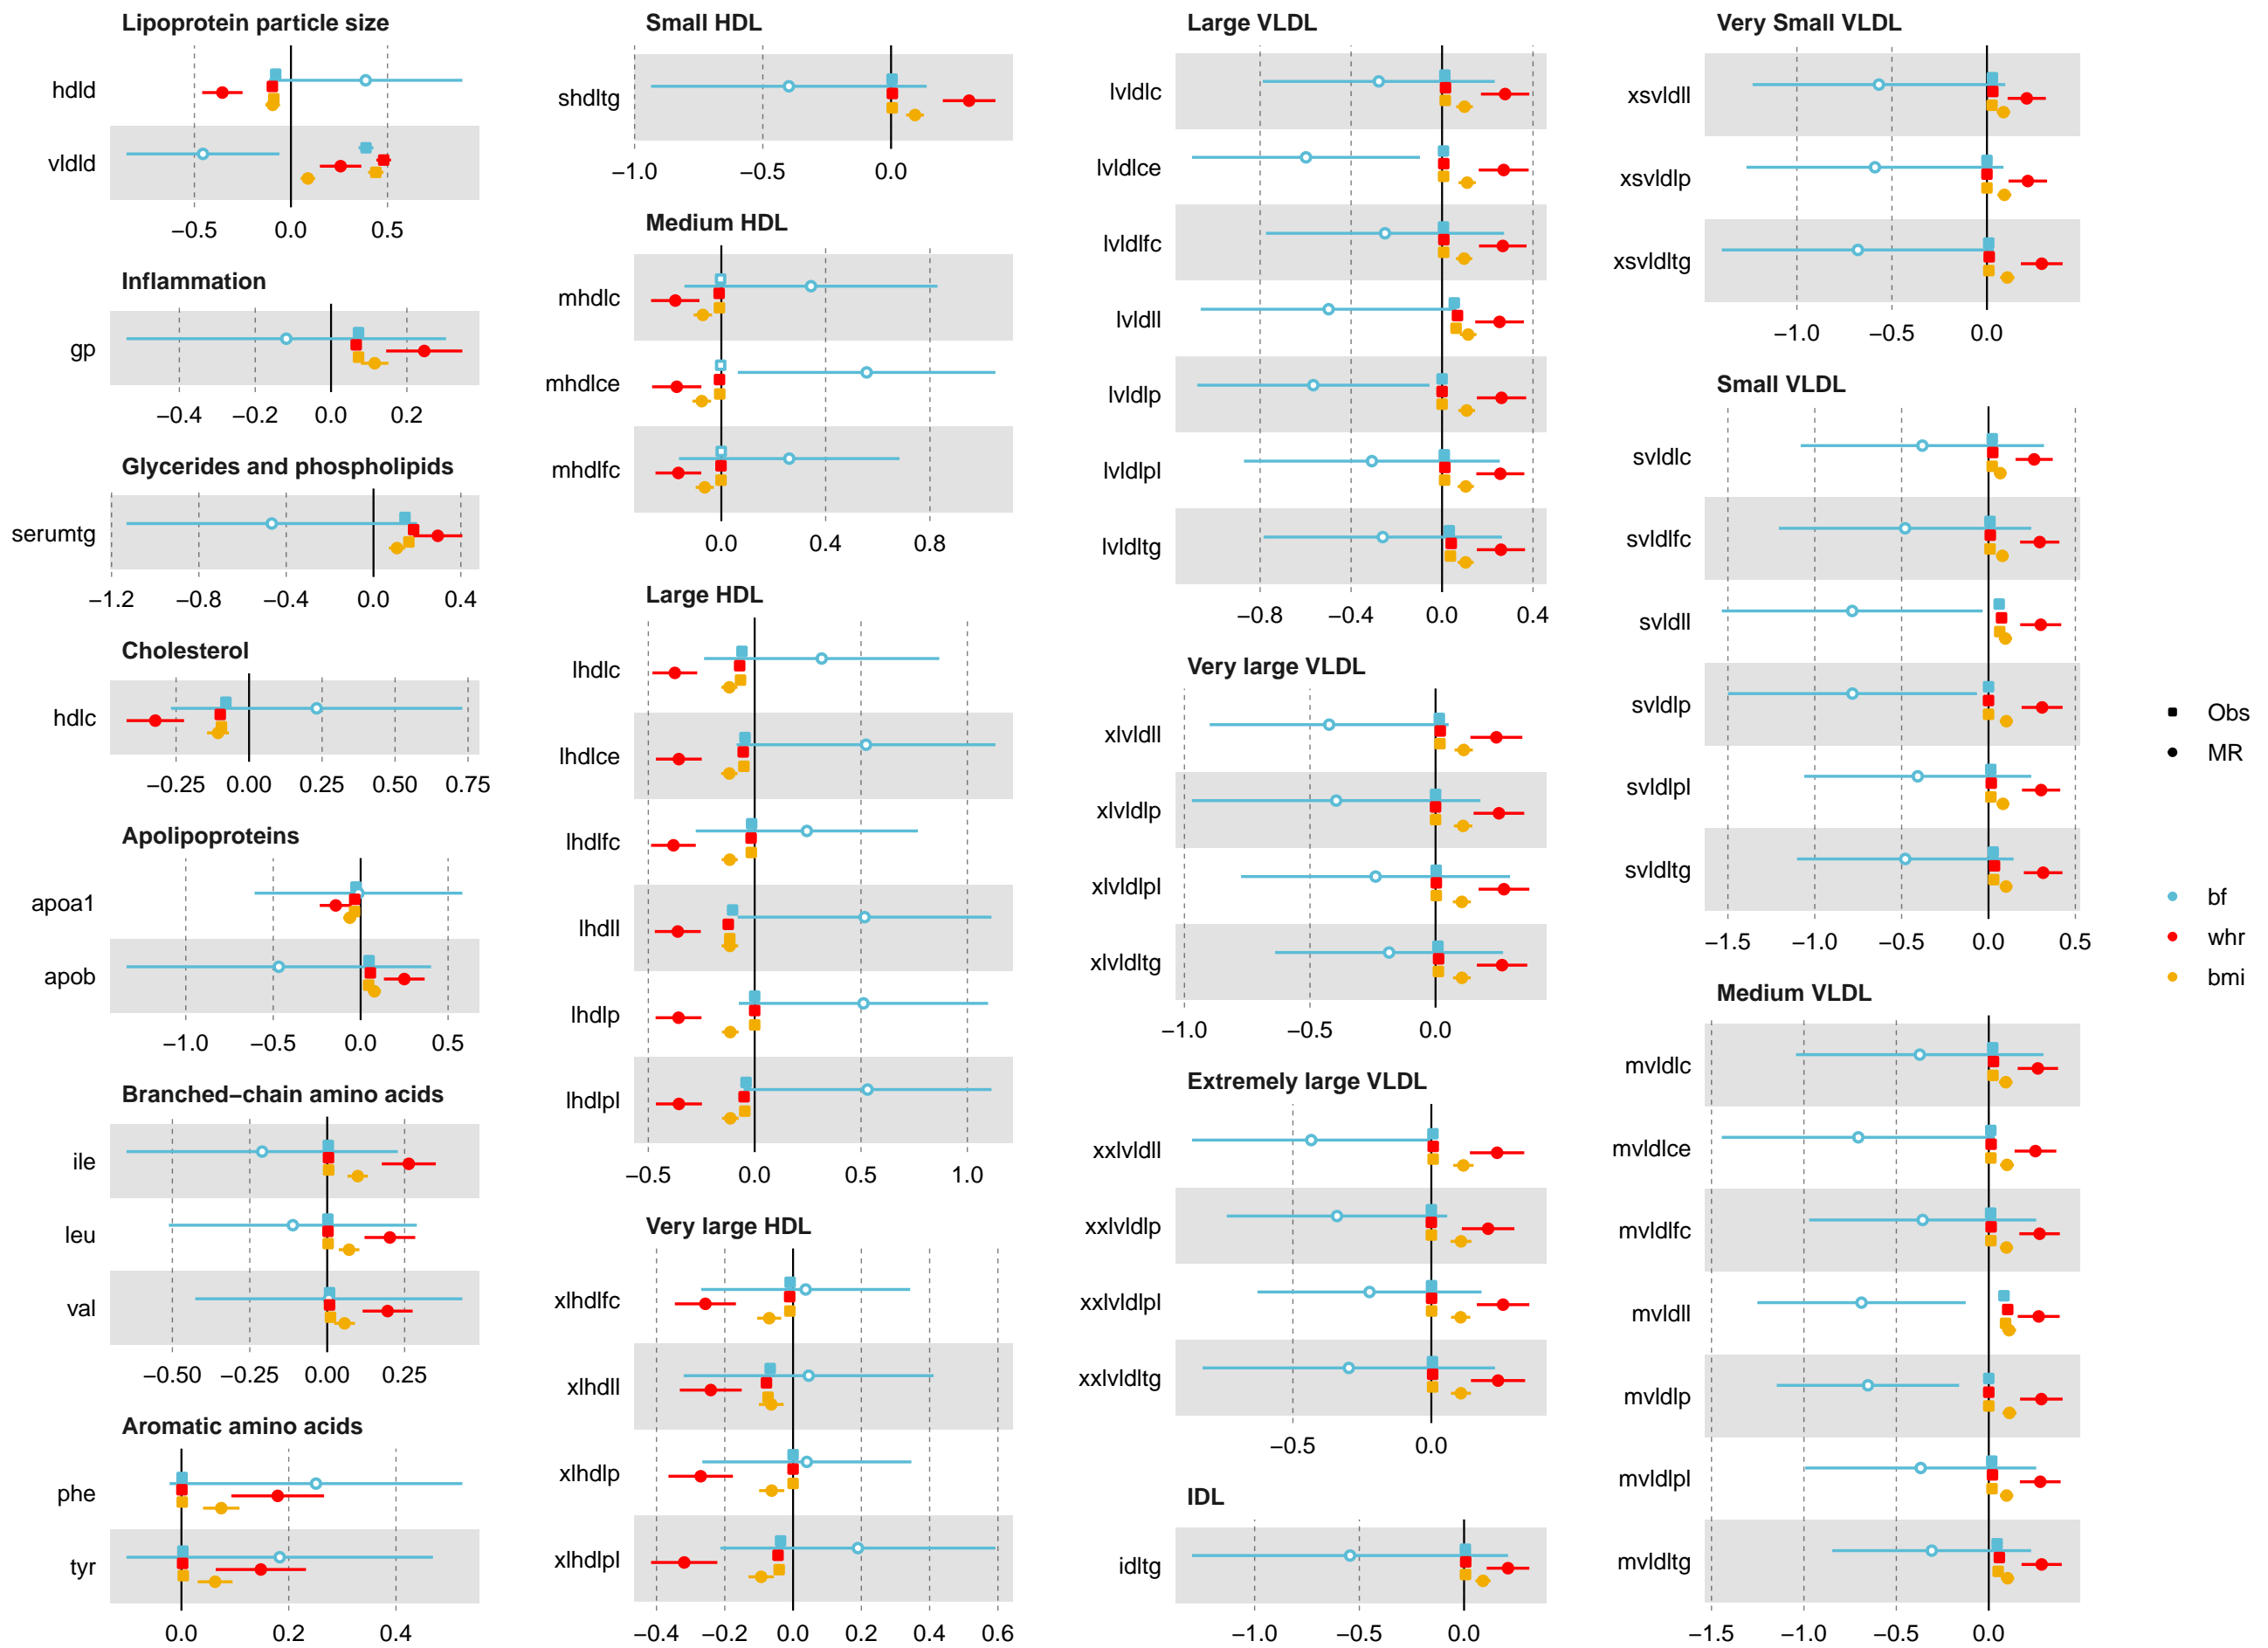 Lipoprotein particle size
hdld
vldld
−0.5 0.0 0.5
Inflammation
gp
−0.4 −0.2 0.0 0.2
Glycerides and phospholipids
serumtg
−1.2 −0.8 −0.4 0.0 0.4
Cholesterol
hdlc
−0.25 0.00 0.25 0.50 0.75
Apolipoproteins
apoa1
apob
−1.0 −0.5 0.0 0.5
Branched−chain amino acids
ile
leu
val
−0.50 −0.25 0.00 0.25
Aromatic amino acids
phe
tyr
0.0 0.2 0.4
Small HDL
shdltg
−1.0 −0.5 0.0
Medium HDL
mhdlc
mhdlce
mhdlfc
0.0 0.4 0.8
Large HDL
lhdlc
lhdlce
lhdlfc
lhdll
lhdlp
lhdlpl
−0.5 0.0 0.5 1.0
Very large HDL
xlhdlfc
xlhdll
xlhdlp
xlhdlpl
−0.4 −0.2 0.0 0.2 0.4 0.6
Large VLDL
lvldlc
lvldlce
lvldlfc
lvldll
lvldlp
lvldlpl
lvldltg
−0.8 −0.4 0.0 0.4
Very large VLDL
xlvldll
xlvldlp
xlvldlpl
xlvldltg
−1.0 −0.5 0.0
Extremely large VLDL
xxlvldll
xxlvldlp
xxlvldlpl
xxlvldltg
−0.5 0.0
IDL
idltg
−1.0 −0.5 0.0
Very Small VLDL
xsvldll
xsvldlp
xsvldltg
−1.0 −0.5 0.0
Small VLDL
svldlc
svldlfc
svldll
svldlp
svldlpl
svldltg
−1.5 −1.0 −0.5 0.0 0.5
Medium VLDL
mvldlc
mvldlce
mvldlfc
mvldll
mvldlp
mvldlpl
mvldltg
−1.5 −1.0 −0.5 0.0
Obs
MR
bf
whr
bmi